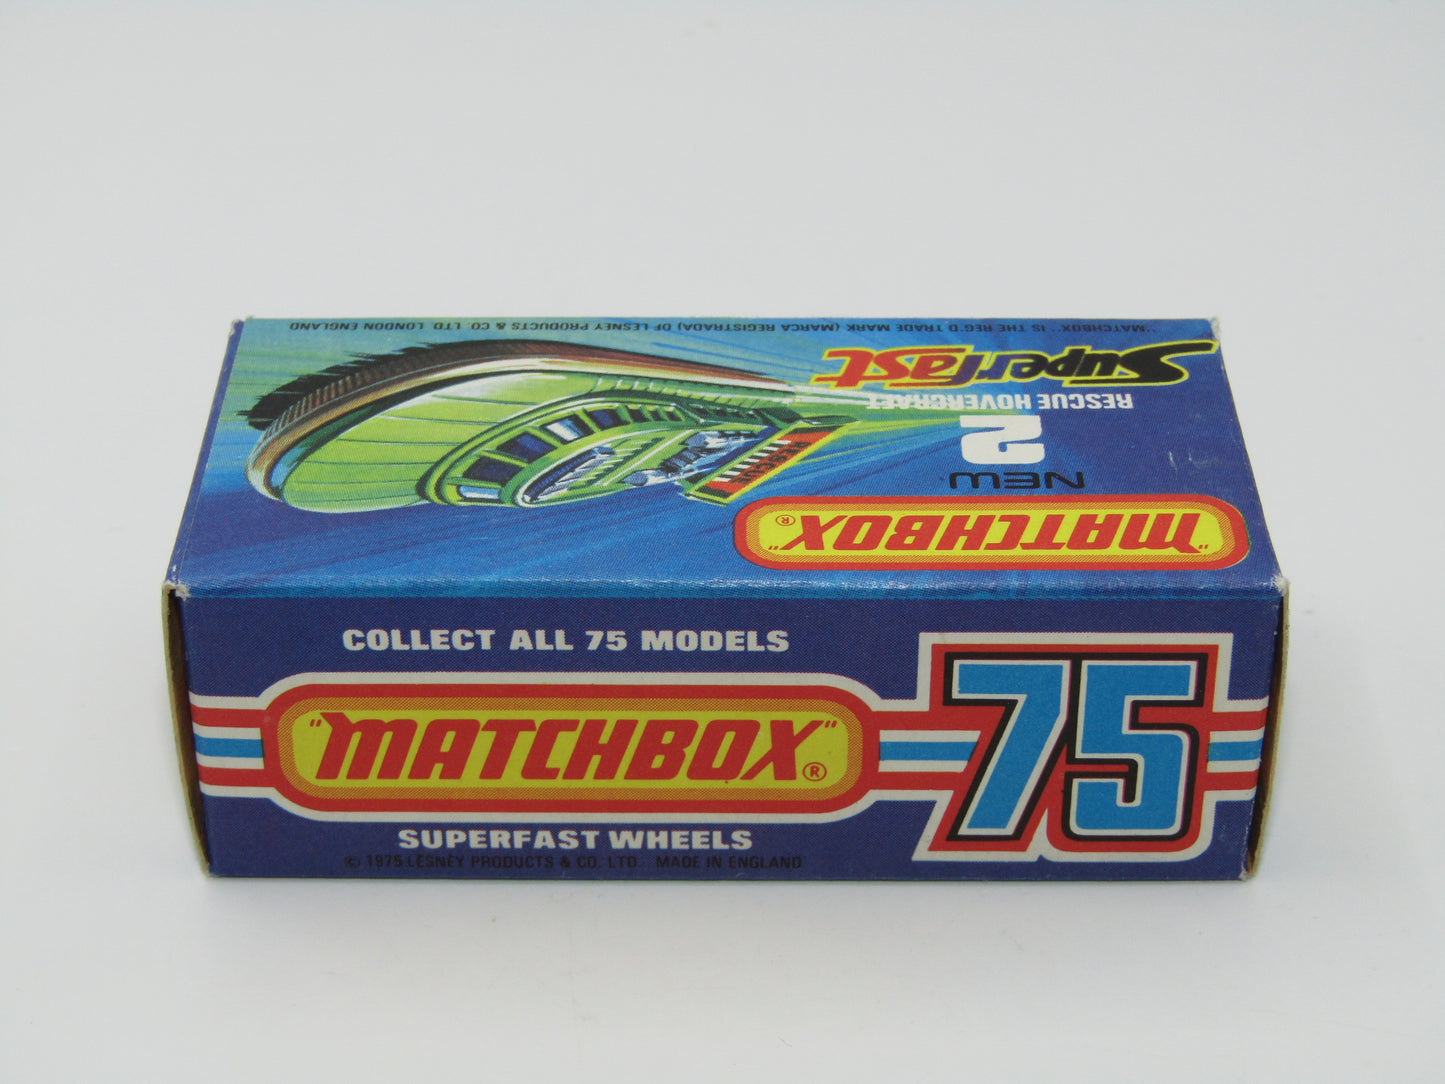 "MATCHBOX" IS THE REG'D TRADE MARK (MARCA REGISTRADA) OF LESNEY PRODUCTS & CO. LTD. LONDON ENGLAND
Superfast
RESCUE HOVERCRAFT
2
NEW
RESCUE
"MATCHBOX"®
COLLECT ALL 75 MODELS
"MATCHBOX"®
75
SUPERFAST WHEELS
© 1975 LESNEY PRODUCTS & CO. LTD. MADE IN ENGLAND